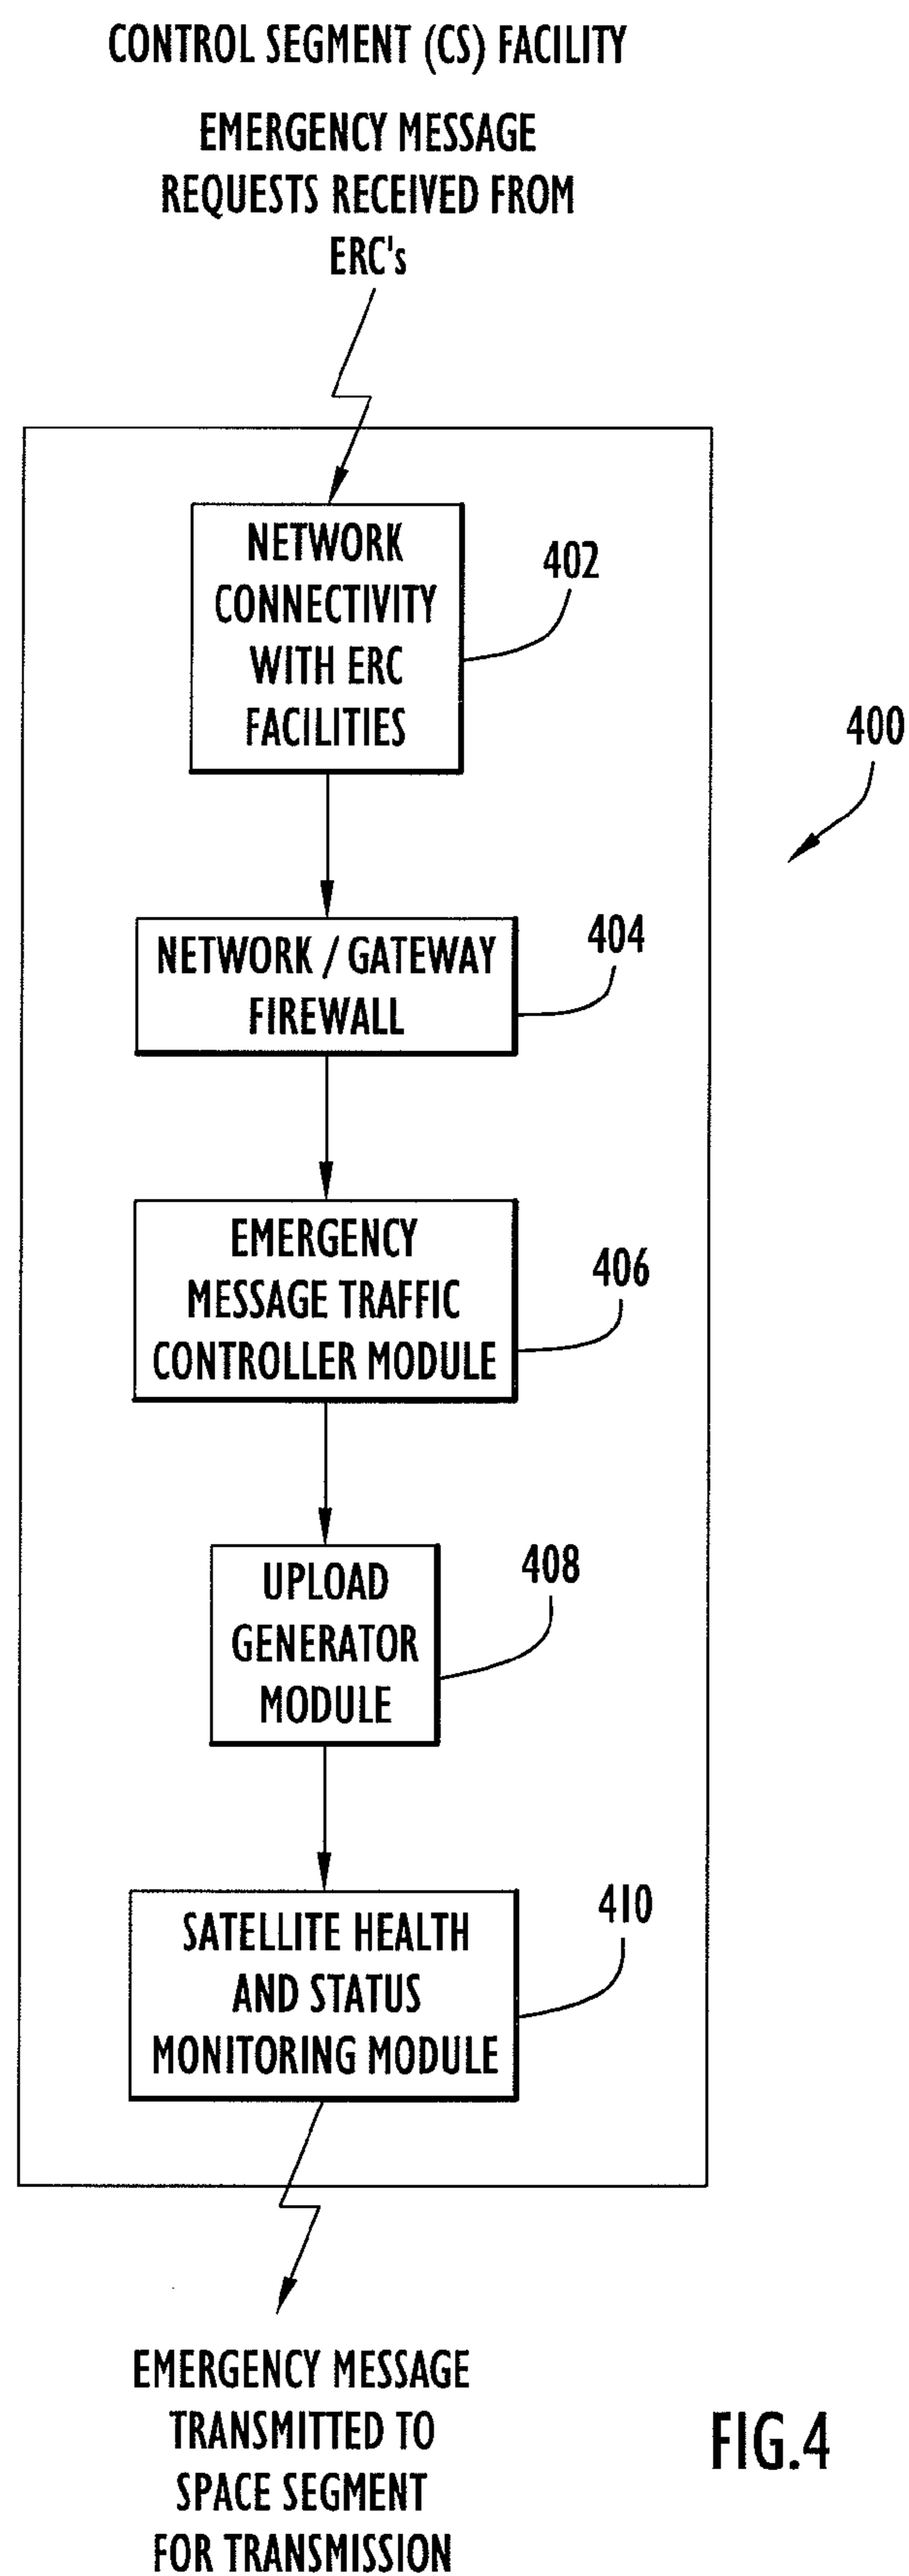 CONTROL SEGMENT (CS) FACILITY
EMERGENCY MESSAGE
REQUESTS RECEIVED FROM
ERC's
NETWORK
CONNECTIVITY
WITH ERC
FACILITIES
402
400
NETWORK / GATEWAY
FIREWALL
404
EMERGENCY
MESSAGE TRAFFIC
CONTROLLER MODULE
406
UPLOAD
GENERATOR
MODULE
408
SATELLITE HEALTH
AND STATUS
MONITORING MODULE
410
EMERGENCY MESSAGE
TRANSMITTED TO
SPACE SEGMENT
FOR TRANSMISSION
FIG.4